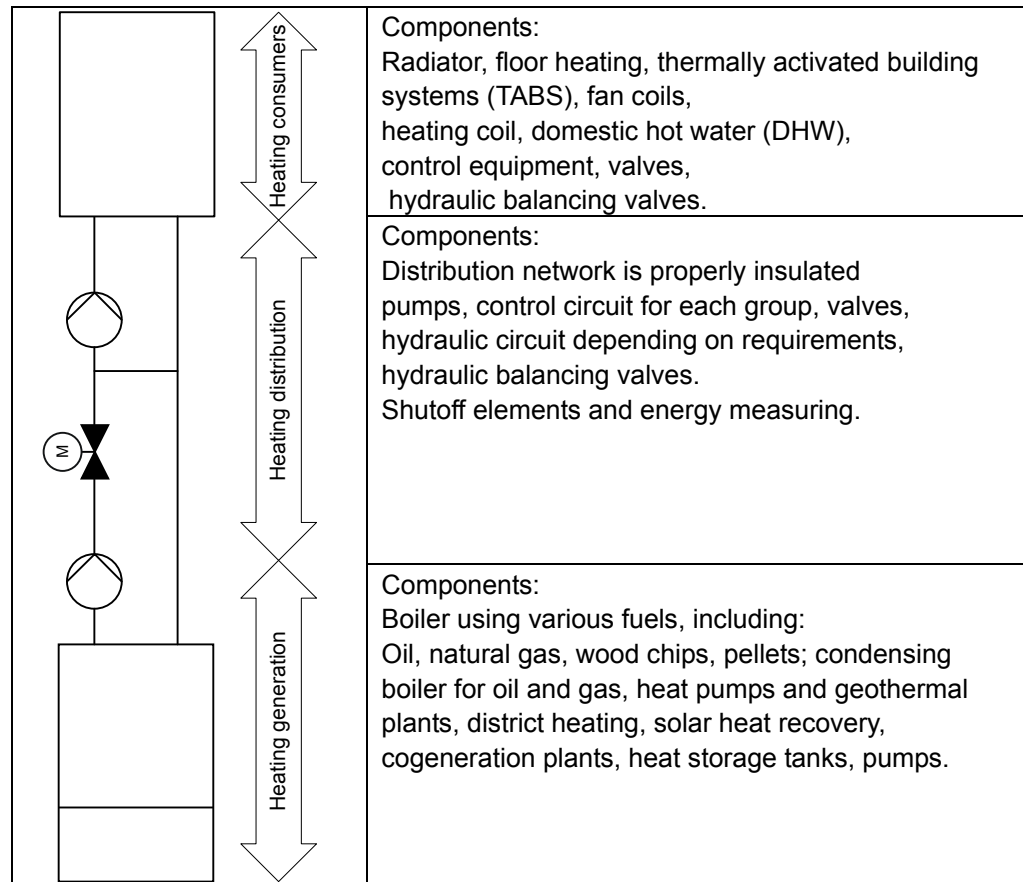 Heating consumers
Components:
Radiator, floor heating, thermally activated building
systems (TABS), fan coils,
heating coil, domestic hot water (DHW),
control equipment, valves,
hydraulic balancing valves.
Heating distribution
M
Components:
Distribution network is properly insulated
pumps, control circuit for each group, valves,
hydraulic circuit depending on requirements,
hydraulic balancing valves.
Shutoff elements and energy measuring.
Heating generation
Components:
Boiler using various fuels, including:
Oil, natural gas, wood chips, pellets; condensing
boiler for oil and gas, heat pumps and geothermal
plants, district heating, solar heat recovery,
cogeneration plants, heat storage tanks, pumps.